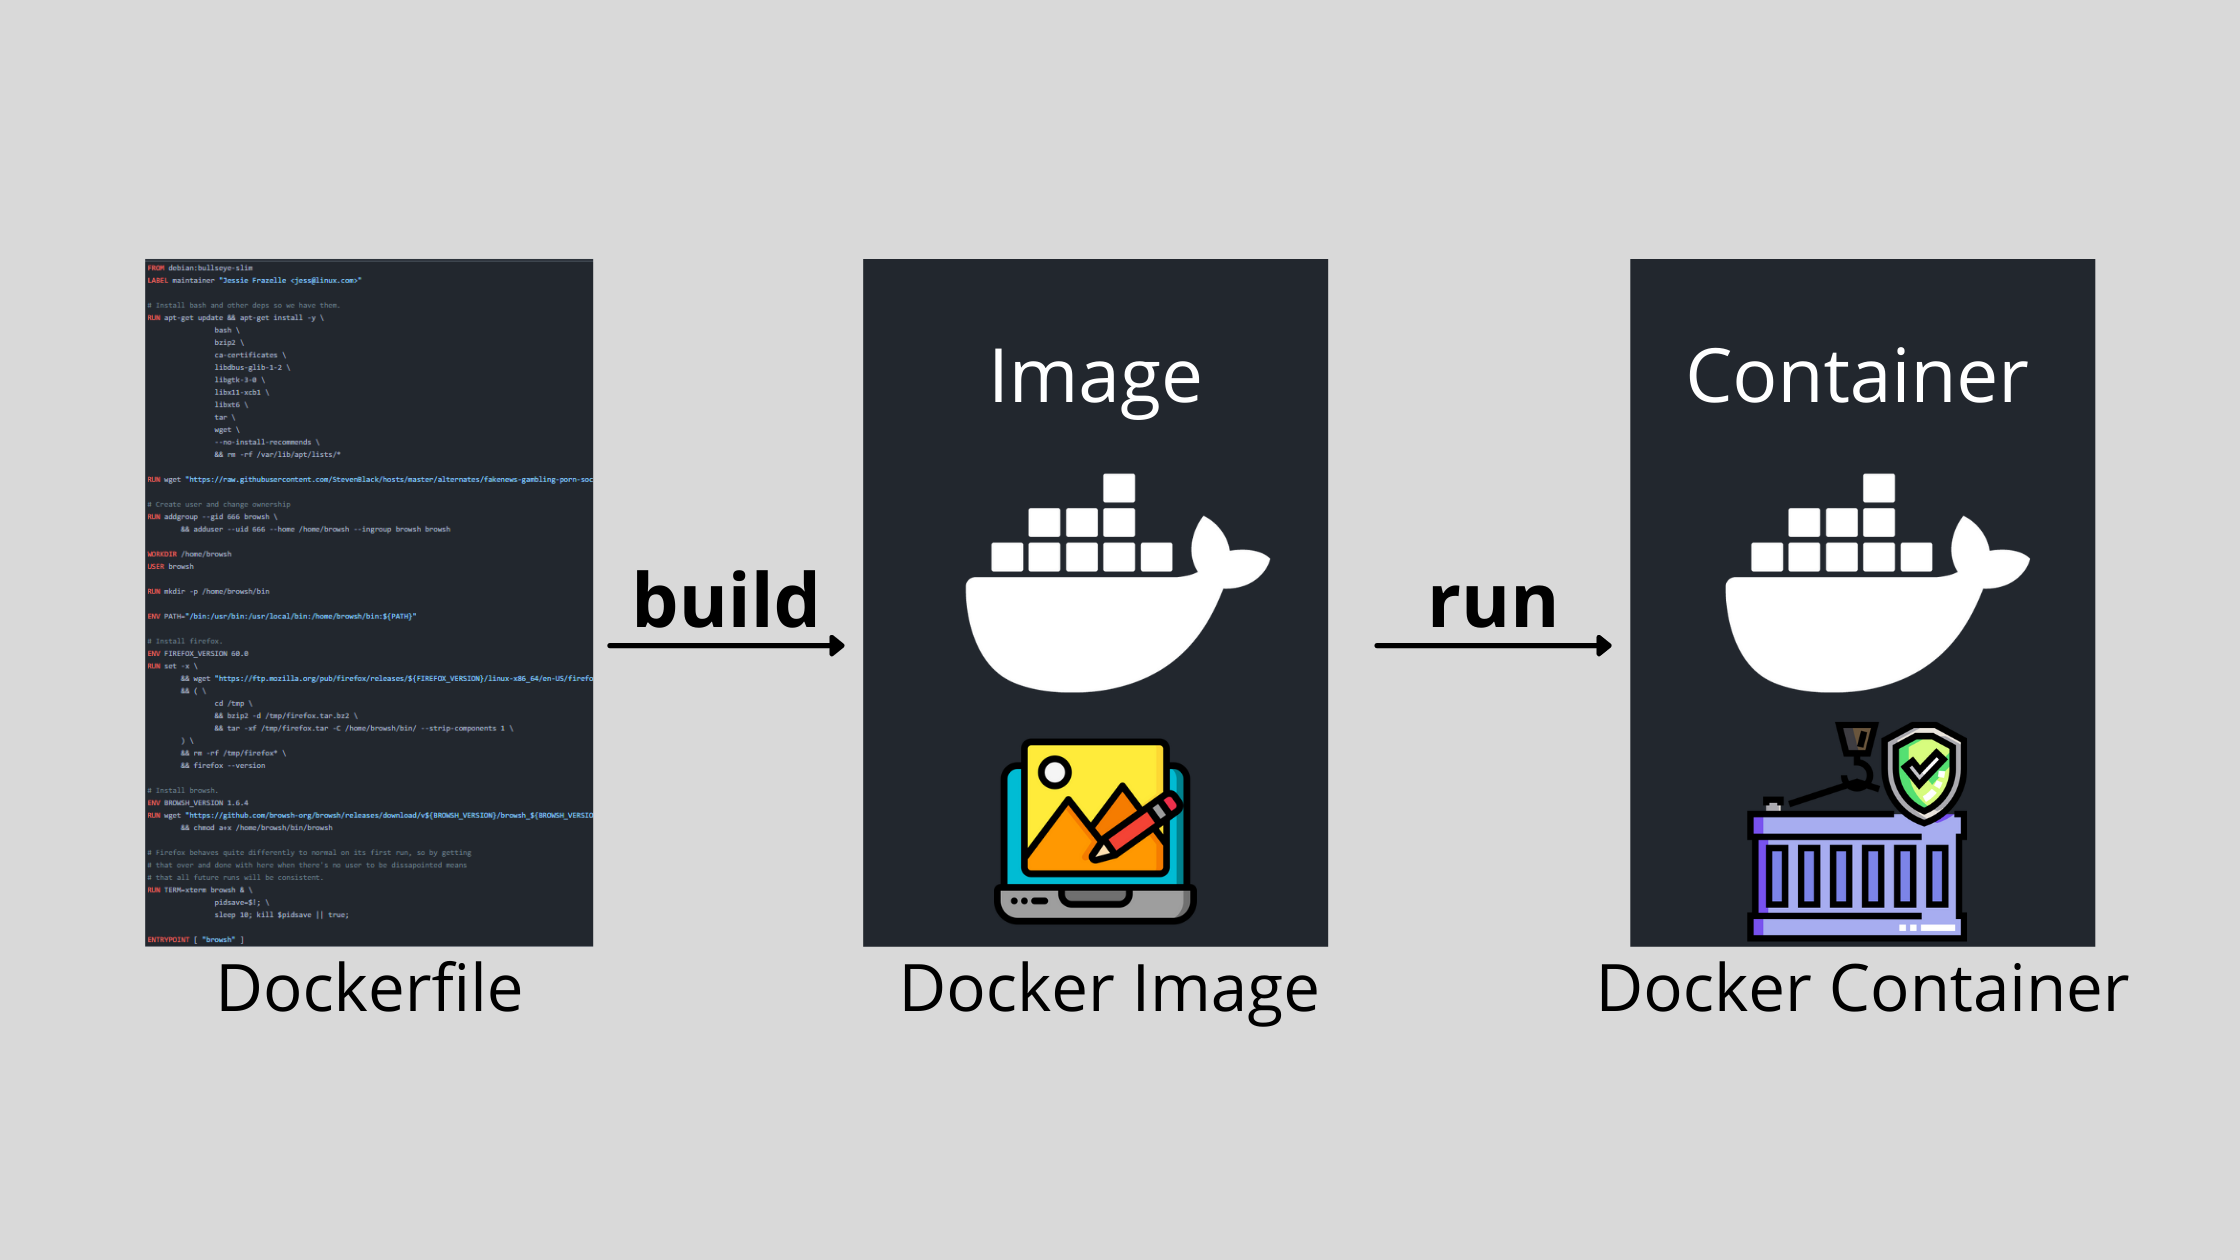 FROM debian:bullseye-slim
LABEL maintainer "Jessie Frazelle <jess@linux.com>"
# Install bash and other deps so we have them.
RUN apt-get update && apt-get install -y \
bash \
bzip2 \
ca-certificates \
libdbus-glib-1-2 \
libgtk-3-0 \
libx11-xcb1 \
libxt6 \
tar \
wget \
--no-install-recommends \
&& rm -rf /var/lib/apt/lists/*
RUN wget "https://raw.githubusercontent.com/StevenBlack/hosts/master/alternates/fakenews-gambling-porn-soc
# Create user and change ownership
RUN addgroup --gid 666 browsh \
&& adduser --uid 666 --home /home/browsh --ingroup browsh browsh
WORKDIR /home/browsh
USER browsh
RUN mkdir -p /home/browsh/bin
ENV PATH="/bin:/usr/bin:/usr/local/bin:/home/browsh/bin:${PATH}"
# Install firefox.
ENV FIREFOX_VERSION 60.0
RUN set -x \
&& wget "https://ftp.mozilla.org/pub/firefox/releases/${FIREFOX_VERSION}/linux-x86_64/en-US/firefo
&& ( \
cd /tmp \
&& bzip2 -d /tmp/firefox.tar.bz2 \
&& tar -xf /tmp/firefox.tar -C /home/browsh/bin/ --strip-components 1 \
) \
&& rm -rf /tmp/firefox* \
&& firefox --version
# Install browsh.
ENV BROWSH_VERSION 1.6.4
RUN wget "https://github.com/browsh-org/browsh/releases/download/v${BROWSH_VERSION}/browsh_${BROWSH_VERSIO
&& chmod a+x /home/browsh/bin/browsh
# Firefox behaves quite differently to normal on its first run, so by getting
# that over and done with here when there's no user to be dissapointed means
# that all future runs will be consistent.
RUN TERM=xterm browsh & \
pidsave=$!; \
sleep 10; kill $pidsave || true;
ENTRYPOINT [ "browsh" ]
Dockerfile
build
Image
Docker Image
run
Container
Docker Container